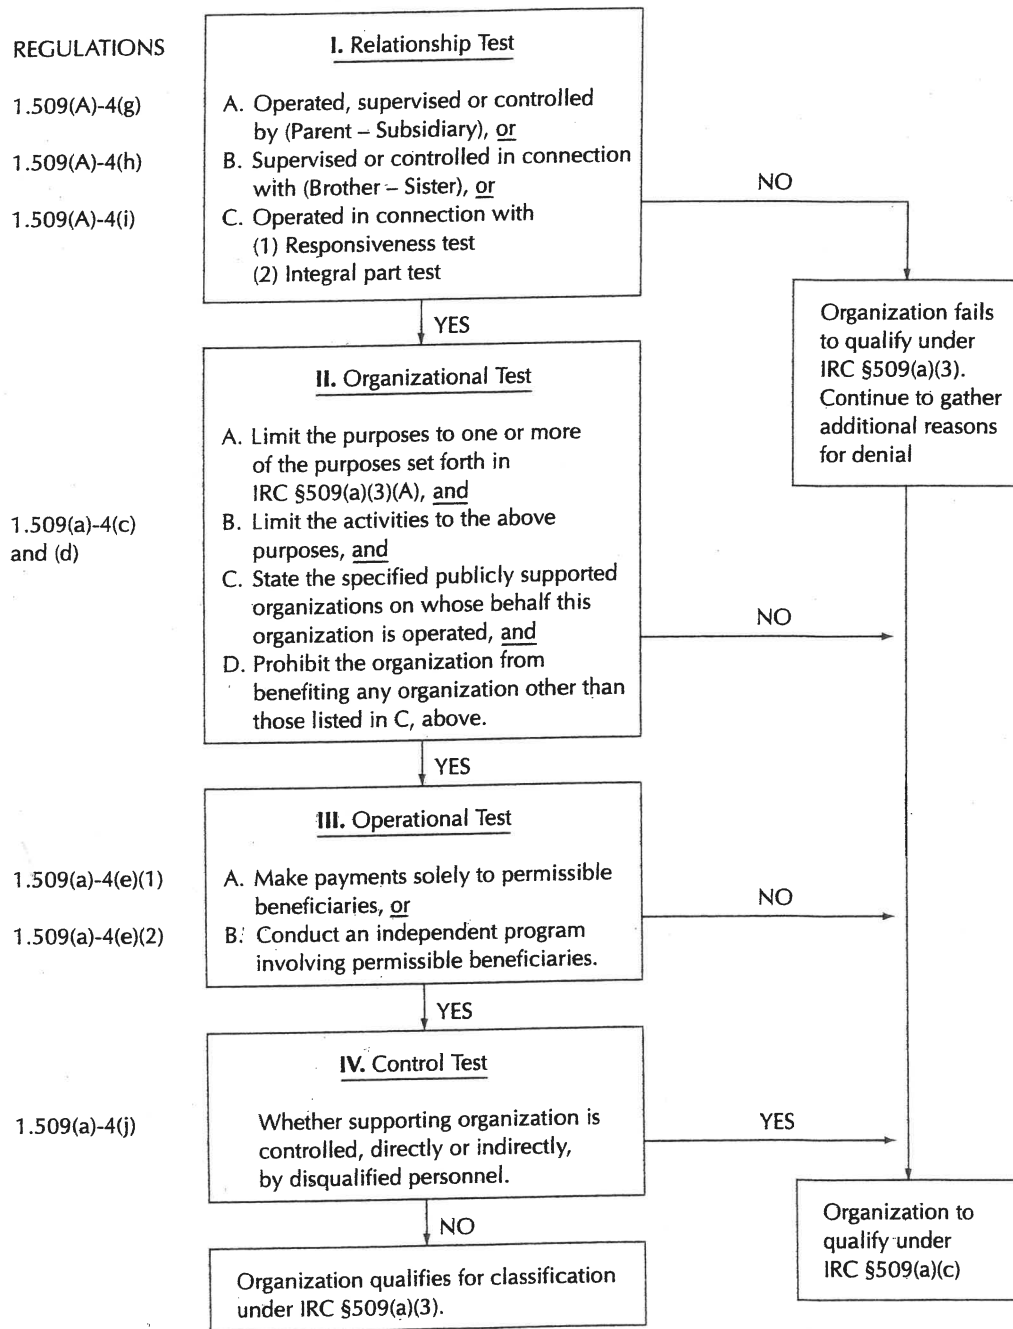 REGULATIONS
1.509(A)-4(g)
1.509(A)-4(h)
1.509(A)-4(i)
I. Relationship Test
A. Operated, supervised or controlled
by (Parent – Subsidiary), or
B. Supervised or controlled in connection
with (Brother – Sister), or
C. Operated in connection with
(1) Responsiveness test
(2) Integral part test
NO
Organization fails
to qualify under
IRC §509(a)(3).
Continue to gather
additional reasons
for denial
YES
1.509(a)-4(c)
and (d)
II. Organizational Test
A. Limit the purposes to one or more
of the purposes set forth in
IRC §509(a)(3)(A), and
B. Limit the activities to the above
purposes, and
C. State the specified publicly supported
organizations on whose behalf this
organization is operated, and
D. Prohibit the organization from
benefiting any organization other than
those listed in C, above.
NO
YES
1.509(a)-4(e)(1)
1.509(a)-4(e)(2)
III. Operational Test
A. Make payments solely to permissible
beneficiaries, or
B. Conduct an independent program
involving permissible beneficiaries.
NO
YES
1.509(a)-4(j)
IV. Control Test
Whether supporting organization is
controlled, directly or indirectly,
by disqualified personnel.
YES
NO
Organization qualifies for classification
under IRC §509(a)(3).
Organization to
qualify under
IRC §509(a)(c)